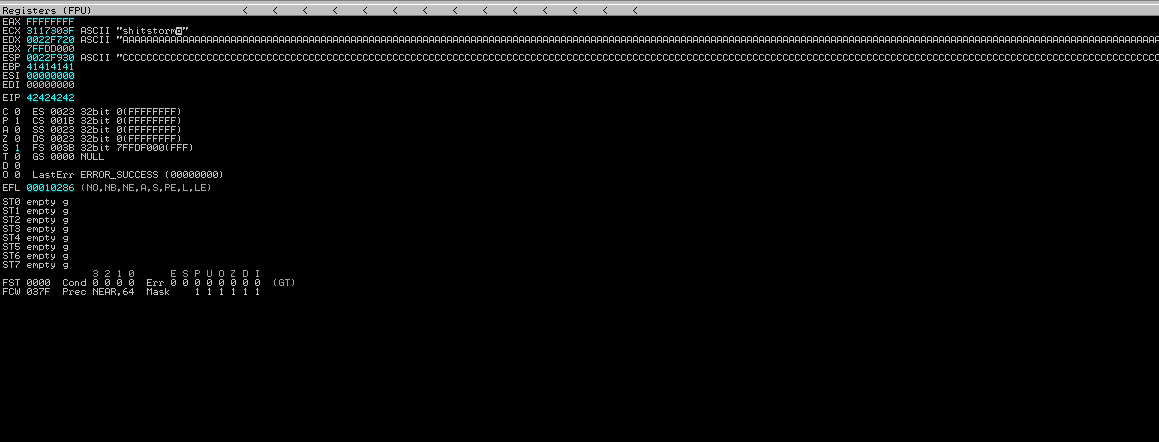 Registers (FPU) < < < < < < < < < < < < < <
EAX FFFFFFFF
ECX 3117303F ASCII "shitstorm"
EDX 0022F720 ASCII "AAAAAAAAAAAAAAAAAAAAAAAAAAAAAAAAAAAAAAAAAAAAAAAAAAAAAAAAAAAAAAAAAAAAAAAAAAAAAAAAAAAAAAAAAAAAAAAAAAAAAAAAAAAAAAAAAAAAAAAAAAAAAAAAAAAAAAAAAAAAAAAAAAAAAAAAAAAAAAAAAAAAAAAAAAAA
EBX 7FFDD000
ESP 0022F930 ASCII "CCCCCCCCCCCCCCCCCCCCCCCCCCCCCCCCCCCCCCCCCCCCCCCCCCCCCCCCCCCCCCCCCCCCCCCCCCCCCCCCCCCCCCCCCCCCCCCCCCCCCCCCCCCCCCCCCCCCCCCCCCCCCCCCCCCCCCCCCCCCCCCCCCCCCCCCCCCCCCCCCCCCCCCCCCCC
EBP 41414141
ESI 00000000
EDI 00000000
EIP 42424242
C 0 ES 0023 32bit 0(FFFFFFFF)
P 1 CS 001B 32bit 0(FFFFFFFF)
A 0 SS 0023 32bit 0(FFFFFFFF)
Z 0 DS 0023 32bit 0(FFFFFFFF)
S 1 FS 003B 32bit 7FFDF000(FFF)
T 0 GS 0000 NULL
D 0
O 0 LastErr ERROR_SUCCESS (00000000)
EFL 00010286 (NO,NB,NE,A,S,PE,L,LE)
ST0 empty g
ST1 empty g
ST2 empty g
ST3 empty g
ST4 empty g
ST5 empty g
ST6 empty g
ST7 empty g
3 2 1 0 E S P U O Z D I
FST 0000 Cond 0 0 0 0 Err 0 0 0 0 0 0 0 0 (GT)
FCW 037F Prec NEAR,64 Mask 1 1 1 1 1 1